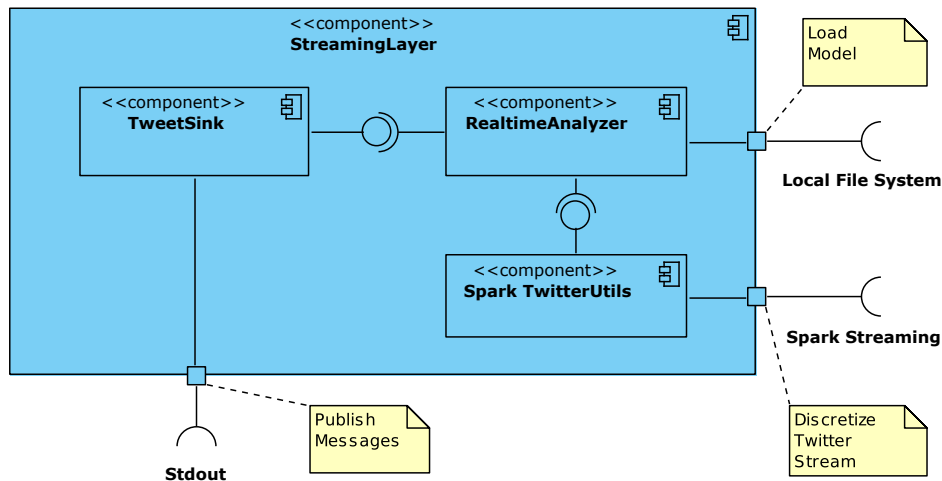 <<component>>
StreamingLayer
Load
Model
<<component>>
TweetSink
<<component>>
RealtimeAnalyzer
Local File System
<<component>>
Spark TwitterUtils
Spark Streaming
Publish
Messages
Discretize
Twitter
Stream
Stdout